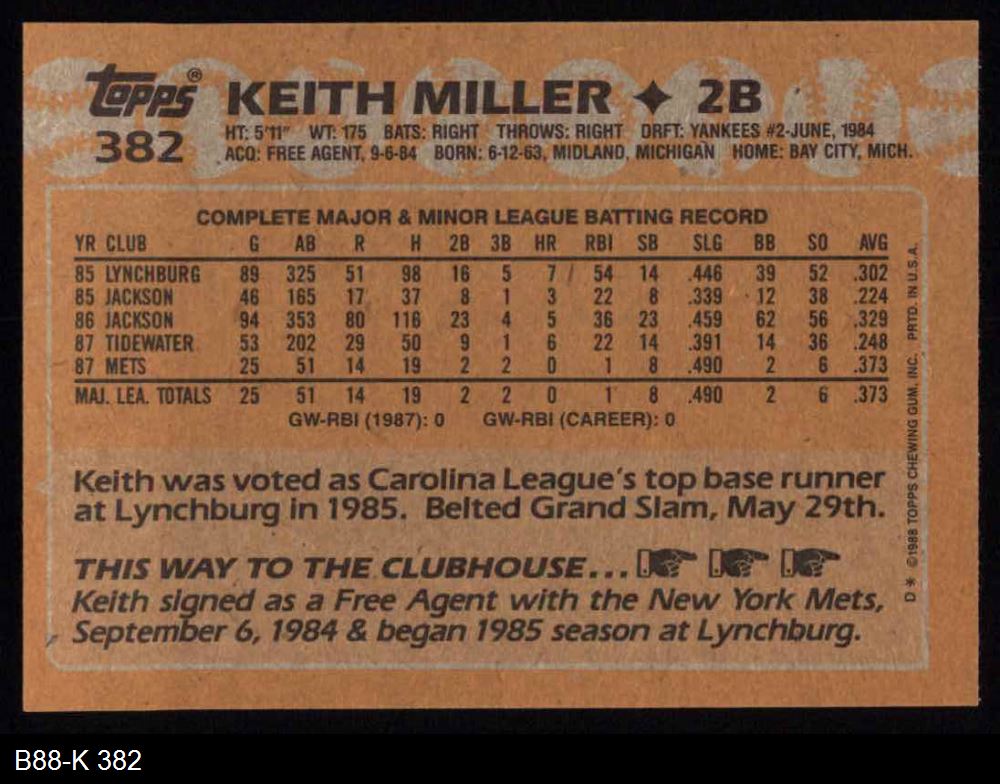 topps® KEITH MILLER ✦ 2B
382
HT: 5'11" WT: 175 BATS: RIGHT THROWS: RIGHT DRFT: YANKEES #2-JUNE, 1984
ACQ: FREE AGENT, 9-6-84 BORN: 6-12-63, MIDLAND, MICHIGAN HOME: BAY CITY, MICH.
COMPLETE MAJOR & MINOR LEAGUE BATTING RECORD
YR CLUB G AB R H 2B 3B HR RBI SB SLG BB SO AVG
85 LYNCHBURG 89 325 51 98 16 5 7 54 14 .446 39 52 .302
85 JACKSON 46 165 17 37 8 1 3 22 8 .339 12 38 .224
86 JACKSON 94 353 80 116 23 4 5 36 23 .459 62 56 .329
87 TIDEWATER 53 202 29 50 9 1 6 22 14 .391 14 36 .248
87 METS 25 51 14 19 2 2 0 1 8 .490 2 6 .373
MAJ. LEA. TOTALS 25 51 14 19 2 2 0 1 8 .490 2 6 .373
GW-RBI (1987): 0 GW-RBI (CAREER): 0
Keith was voted as Carolina League's top base runner
at Lynchburg in 1985. Belted Grand Slam, May 29th.
THIS WAY TO THE CLUBHOUSE...
Keith signed as a Free Agent with the New York Mets,
September 6, 1984 & began 1985 season at Lynchburg.
D* ©1988 TOPPS CHEWING GUM, INC. PRTD. IN U.S.A.
B88-K 382